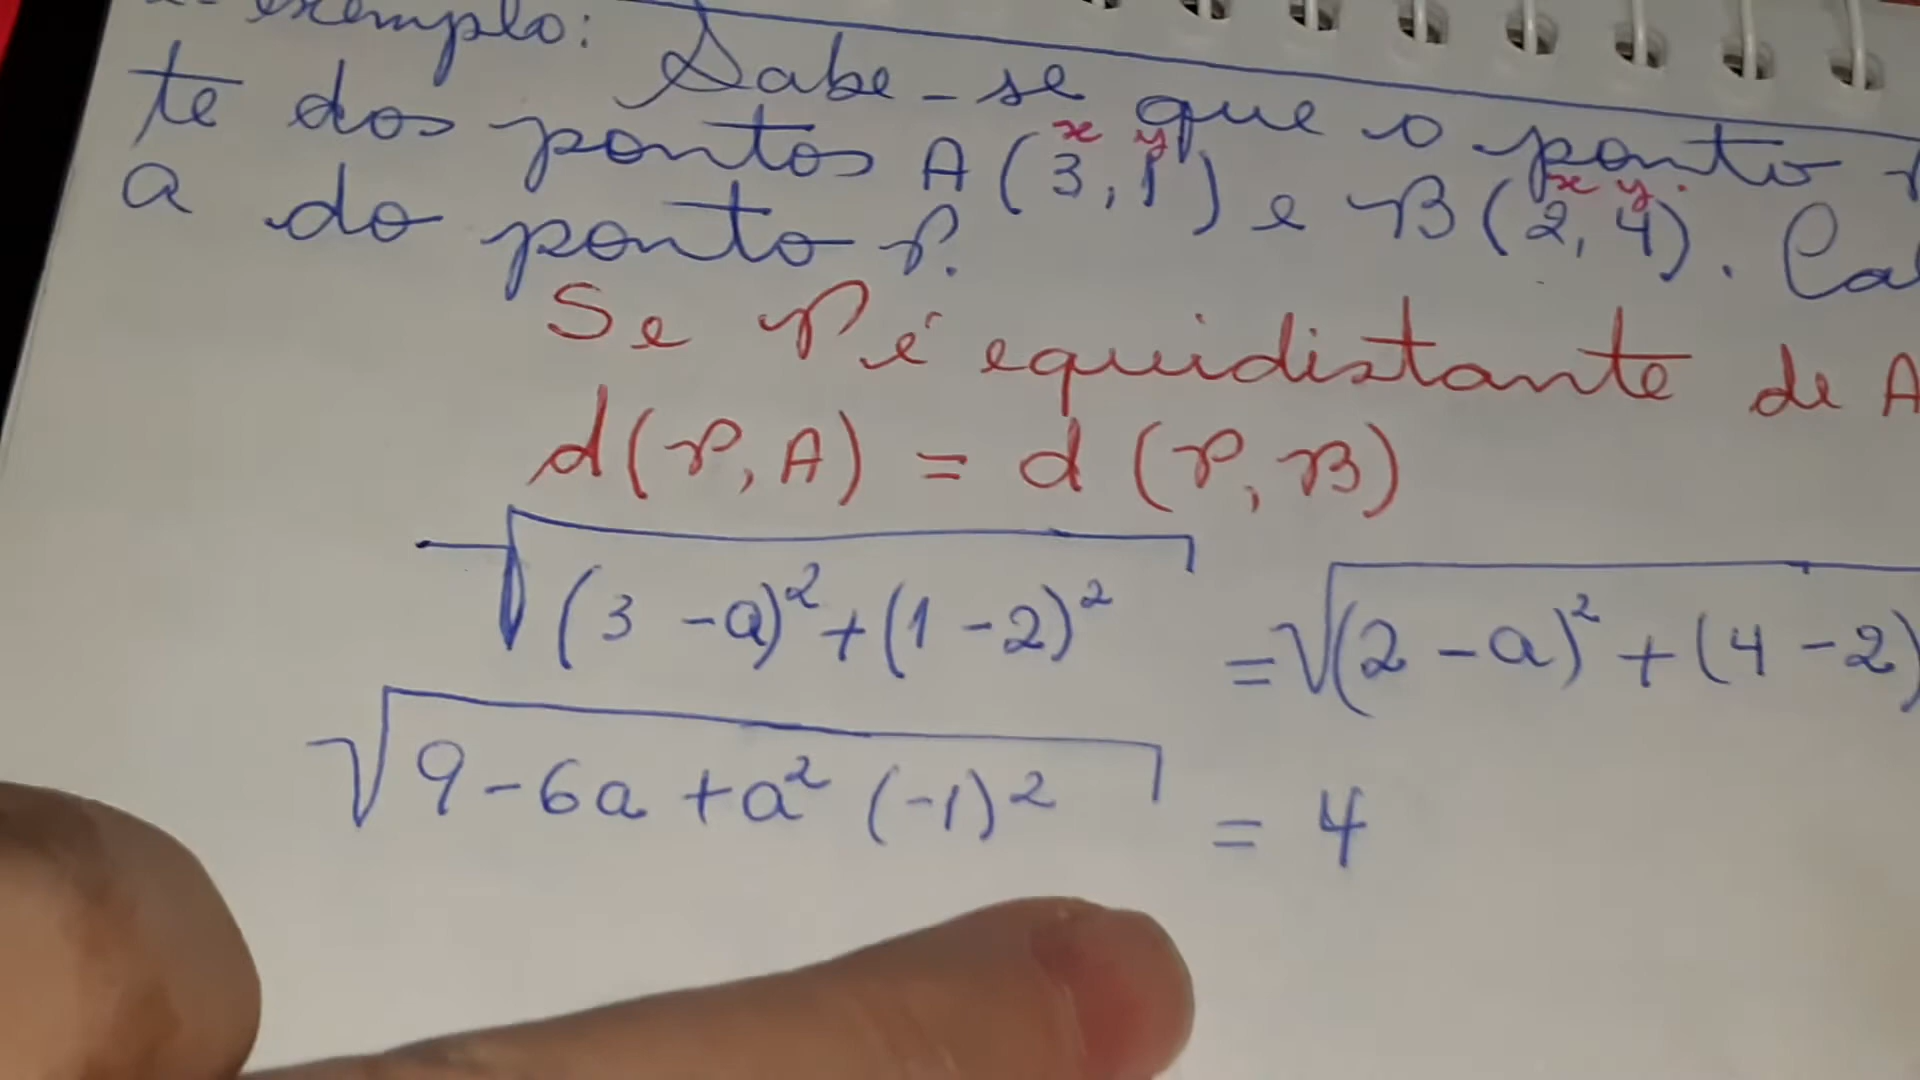 exemplo: Sabe-se que o ponto P
te dos pontos A(3,1) e B(2,4). Cal
x y x y
a do ponto P.
Se P é equidistante de A
d(P,A) = d(P,B)
√(3-a)²+(1-2)² = √(2-a)²+(4-2)
√9-6a+a² (-1)² = 4